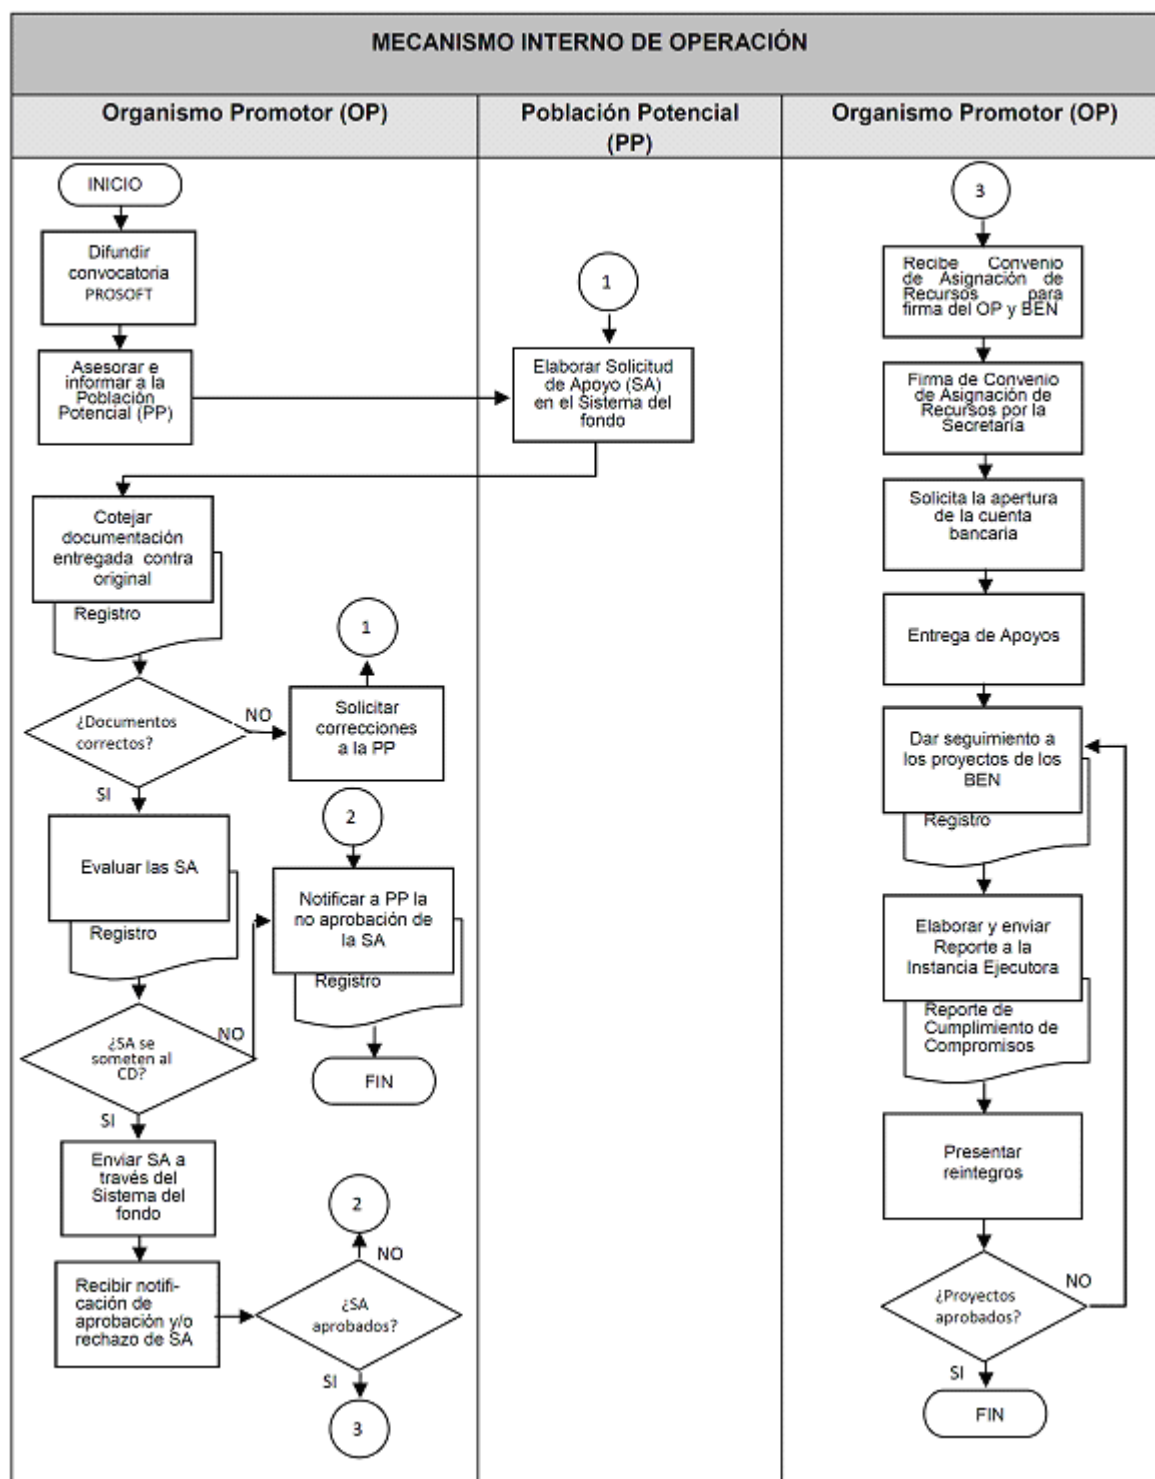 MECANISMO INTERNO DE OPERACIÓN
Organismo Promotor (OP)
Población Potencial
(PP)
Organismo Promotor (OP)
INICIO
Difundir
convocatoria
PROSOFT
Asesorar e
informar a la
Población
Potencial (PP)
1
Elaborar Solicitud
de Apoyo (SA)
en el Sistema del
fondo
Cotejar
documentación
entregada contra
original
Registro
¿Documentos
correctos?
NO
SI
1
Solicitar
correcciones
a la PP
Evaluar las SA
Registro
2
Notificar a PP la
no aprobación de
la SA
Registro
FIN
¿SA se
someten al
CD?
NO
SI
Enviar SA a
través del
Sistema del
fondo
Recibir notifi-
cación de
aprobación y/o
rechazo de SA
2
NO
¿SA
aprobados?
SI
3
3
Recibe Convenio
de Asignación de
Recursos para
firma del OP y BEN
Firma de Convenio
de Asignación de
Recursos por la
Secretaría
Solicita la apertura
de la cuenta
bancaria
Entrega de Apoyos
Dar seguimiento a
los proyectos de los
BEN
Registro
Elaborar y enviar
Reporte a la
Instancia Ejecutora
Reporte de
Cumplimiento de
Compromisos
Presentar
reintegros
¿Proyectos
aprobados?
NO
SI
FIN